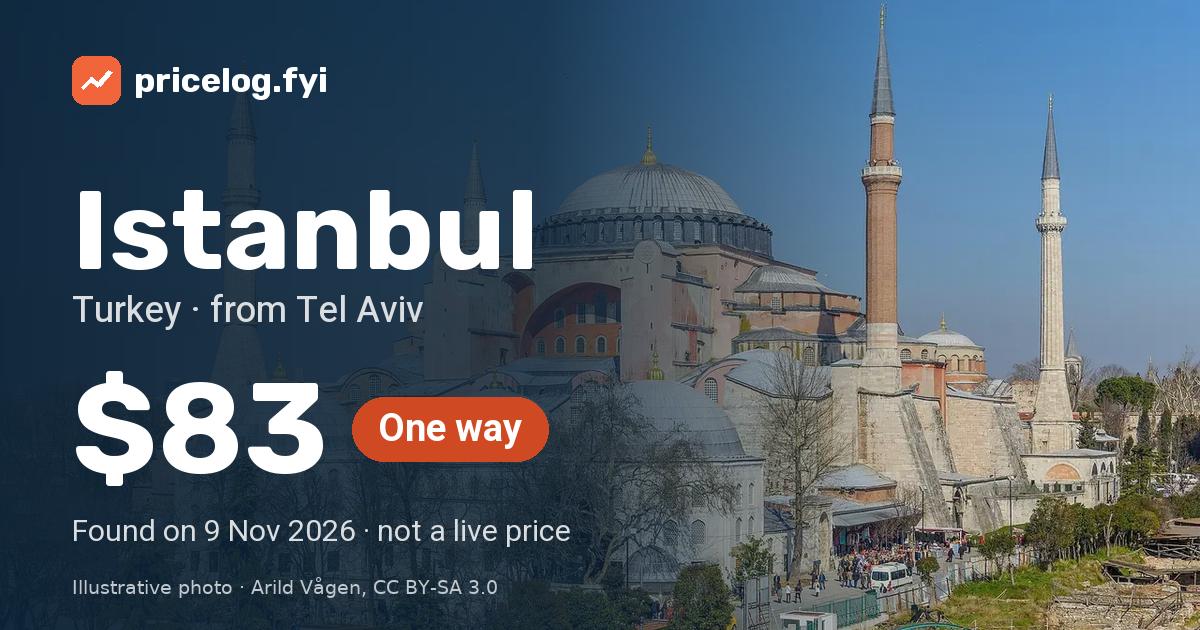 pricelog.fyi
Istanbul
Turkey · from Tel Aviv
$83 One way
Found on 9 Nov 2026 · not a live price
Illustrative photo · Arild Vågen, CC BY-SA 3.0